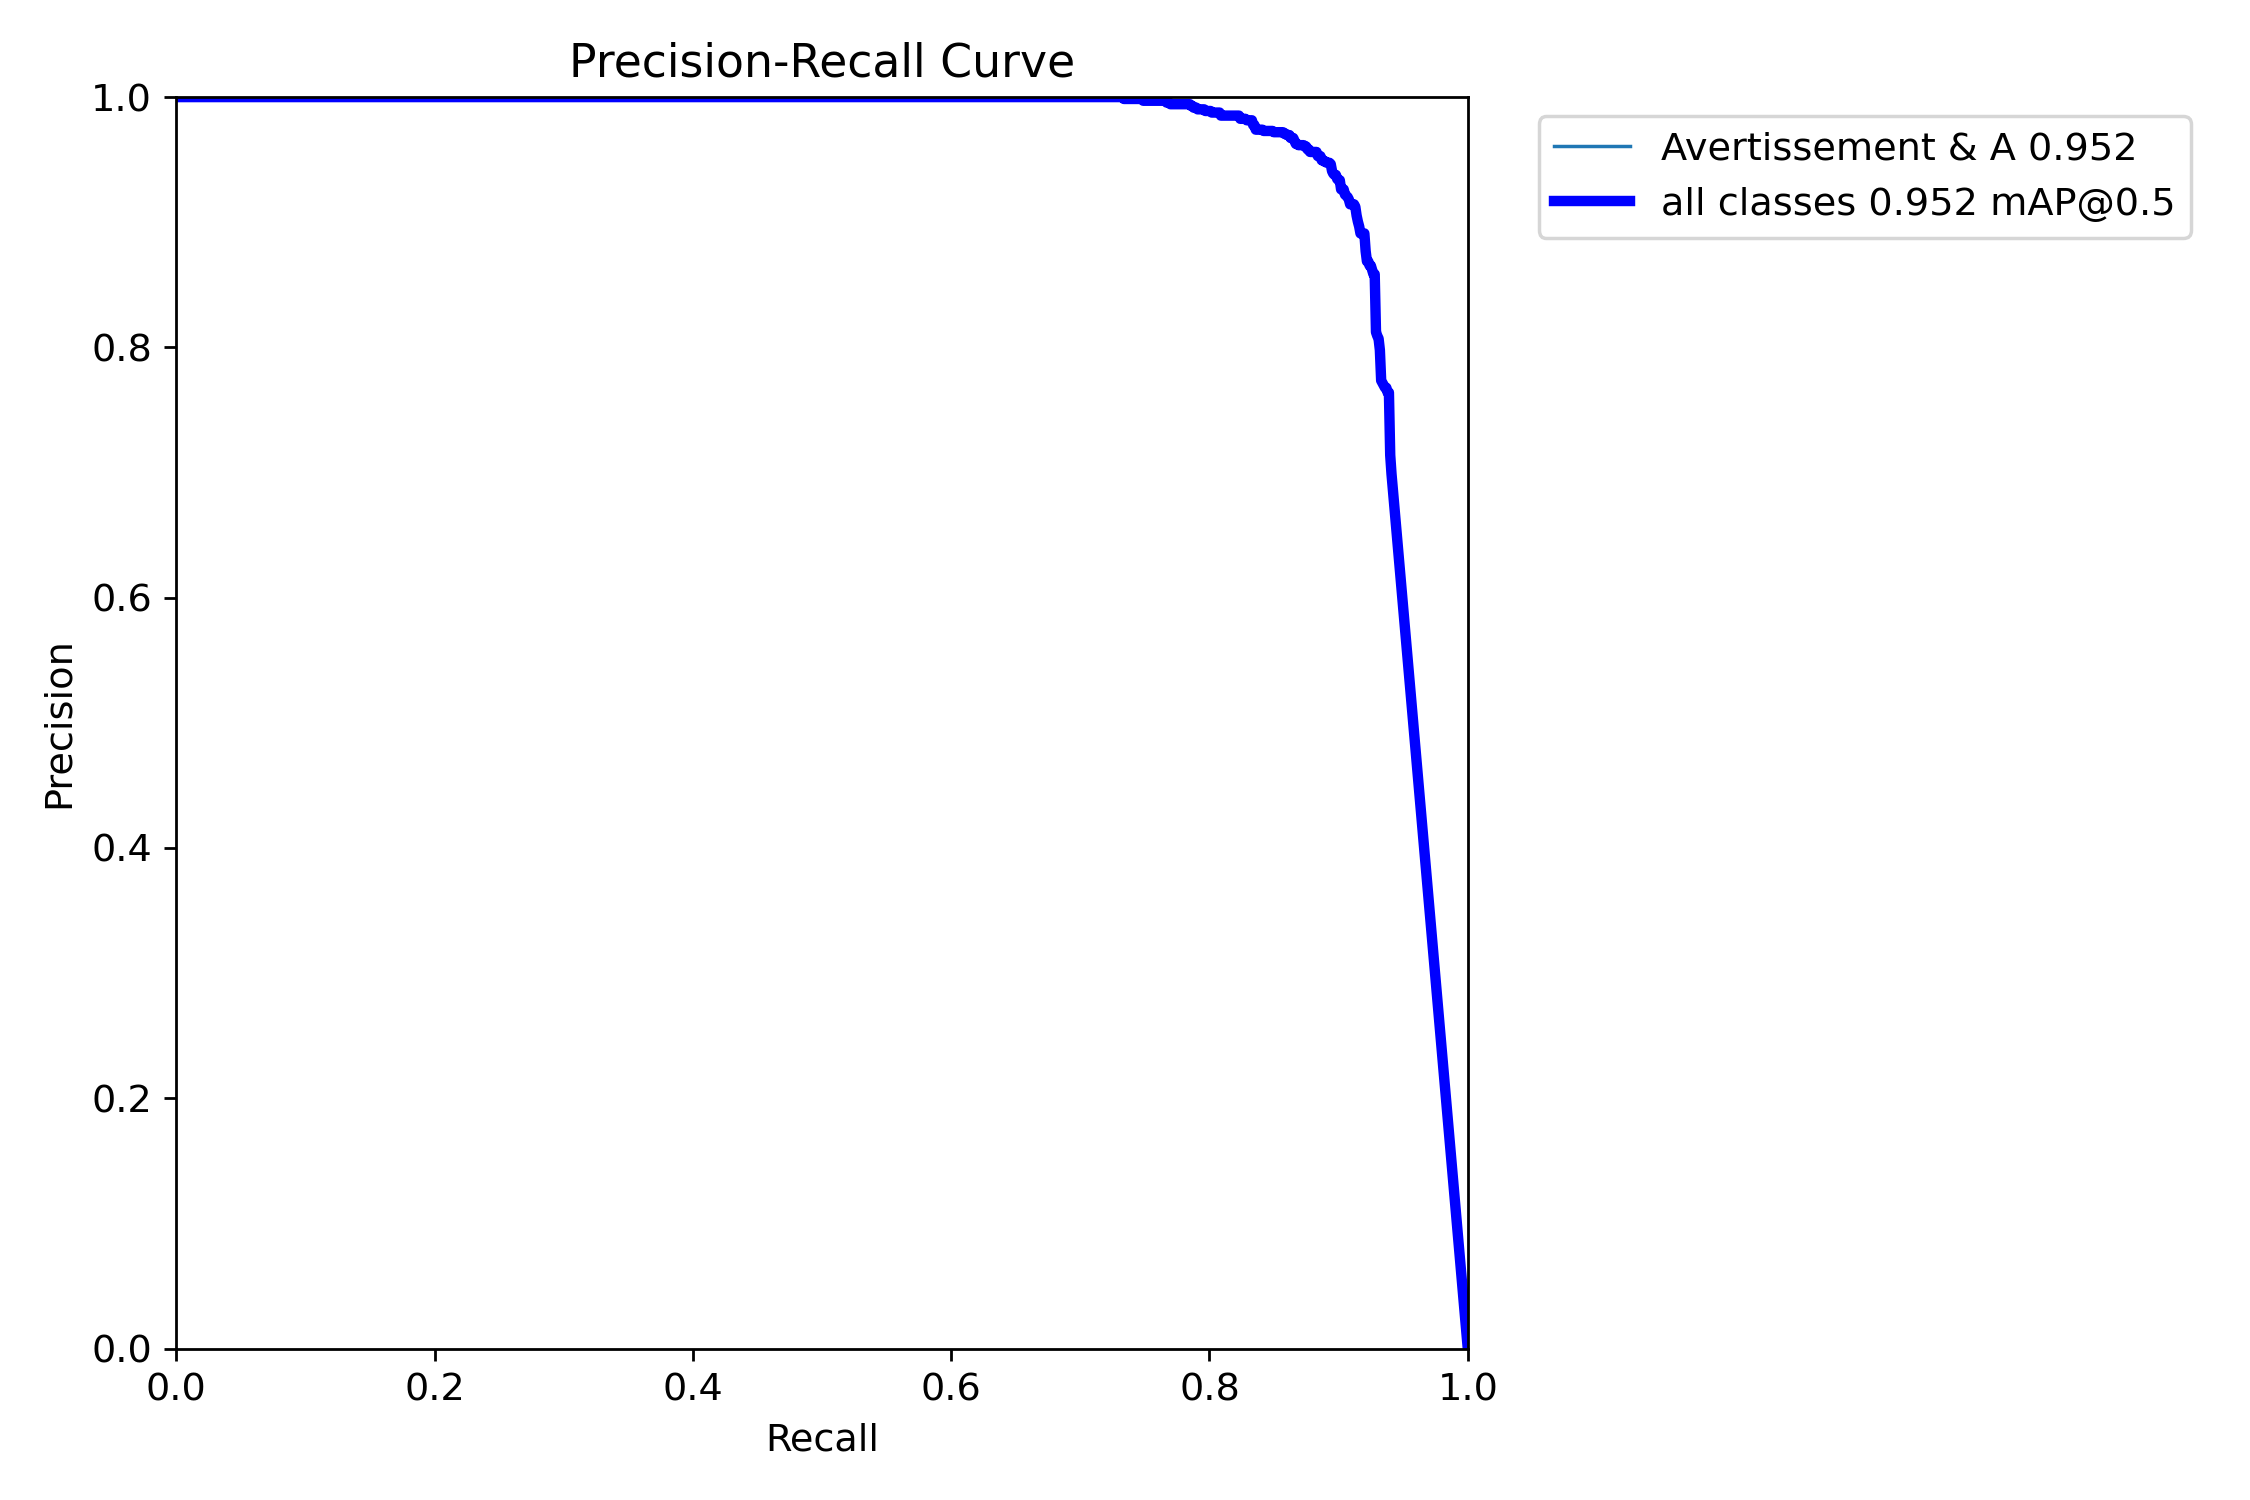 Precision-Recall Curve
1.0
0.8
0.6
0.4
0.2
0.0
Precision
0.0 0.2 0.4 0.6 0.8 1.0
Recall
Avertissement & A 0.952
all classes 0.952 mAP@0.5